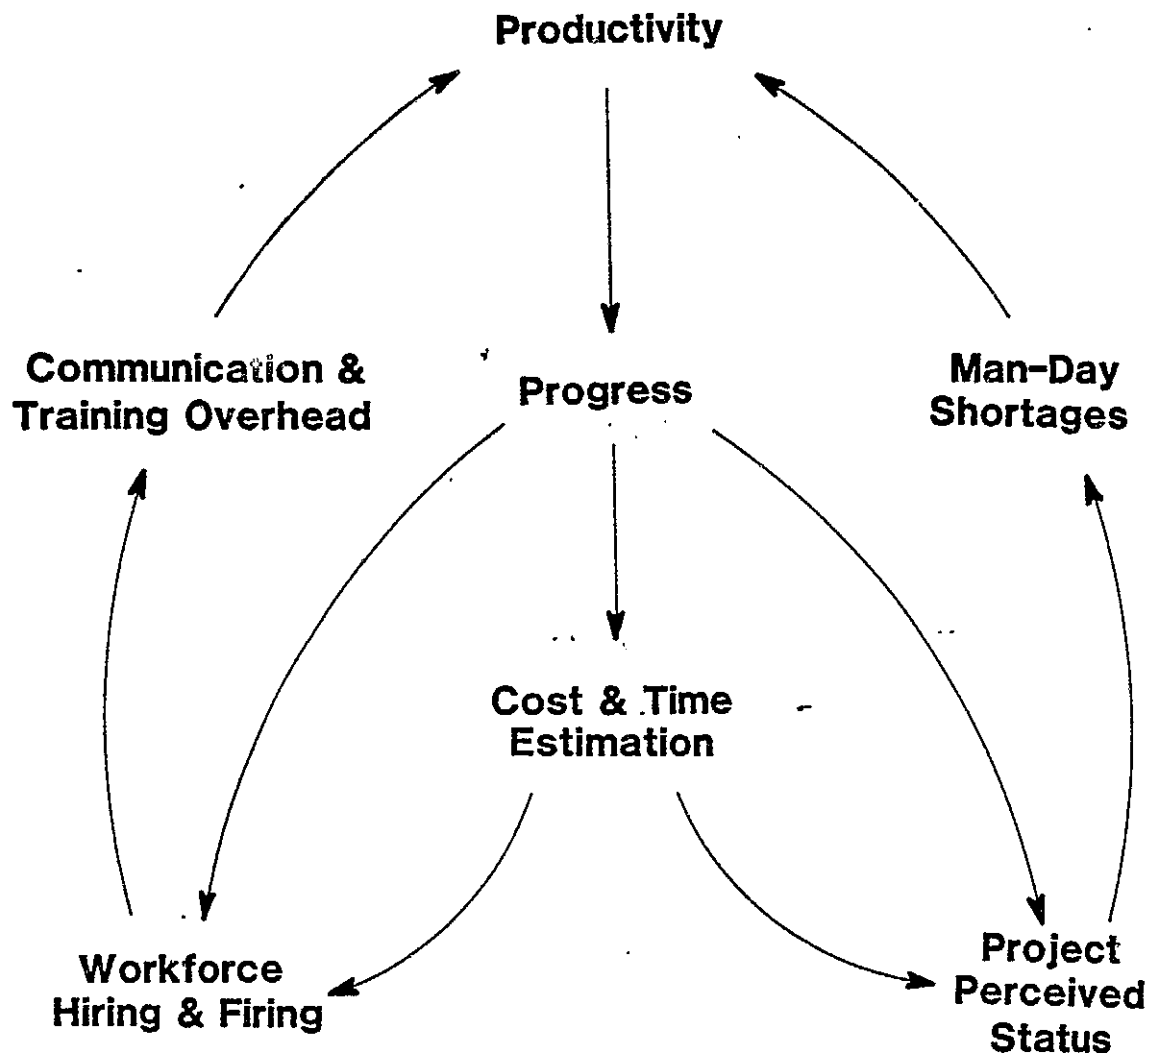 Productivity
Communication &
Training Overhead
Progress
Man-Day
Shortages
Cost & Time
Estimation
Workforce
Hiring & Firing
Project
Perceived
Status